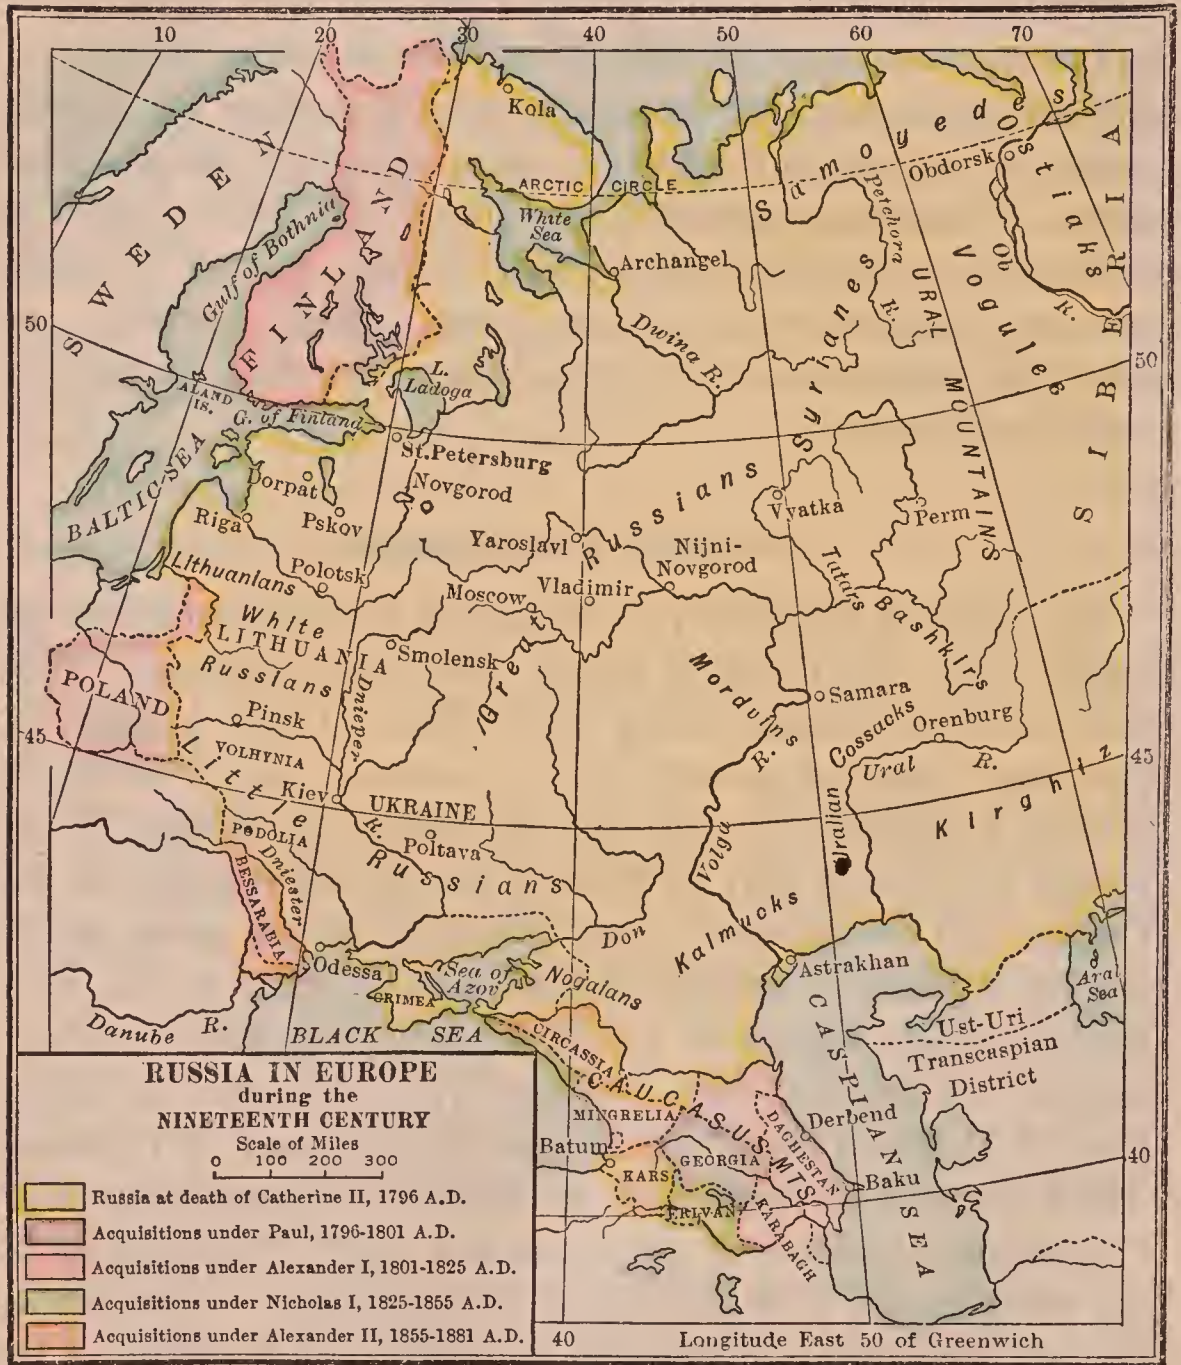 10 20 30 40 50 60 70
Kola
Samoyedes
Ostiaks
Obdorsk
SIBERIA
ARCTIC CIRCLE
White
Sea
Petchora
R.
Ob
R.
SWEDEN
FINLAND
Gulf of Bothnia
Archangel
Vogules
URAL
MOUNTAINS
50
50
S
Dwina R.
Syrianes
L.
Ladoga
ALAND
IS.
G. of Finland
BALTIC SEA
St.Petersburg
Dorpat
Novgorod
Riga
Pskov
Yaroslavl
Great Russians
Vyatka
Perm
Nijni-
Novgorod
Lithuanians
Polotsk
Moscow
Vladimir
Tatars
Bashkirs
White
LITHUANIA
Russians
Smolensk
POLAND
Dnieper
R.
Pinsk
Morduins
Samara
Cossacks
Orenburg
45
VOLHYNIA
45
Little
Russians
Kiev
UKRAINE
Ural R.
Uralian
Kirghiz
PODOLIA
Poltava
Volga
R.
BESSARABIA
Dniester
Kalmucks
Don
Odessa
Sea of
Azov
Nogaians
Astrakhan
Aral
Sea
CRIMEA
Danube R.
BLACK SEA
CIRCASSIA
Ust-Uri
Transcaspian
District
CASPIAN SEA
CAUCASUS MTS
MINGRELIA
DAGHESTAN
Derbend
Batum
GEORGIA
KARS
Baku
40
ERIVAN
KARABAGH
RUSSIA IN EUROPE
during the
NINETEENTH CENTURY
Scale of Miles
0 100 200 300
Russia at death of Catherine II, 1796 A.D.
Acquisitions under Paul, 1796-1801 A.D.
Acquisitions under Alexander I, 1801-1825 A.D.
Acquisitions under Nicholas I, 1825-1855 A.D.
Acquisitions under Alexander II, 1855-1881 A.D.
40 Longitude East 50 of Greenwich